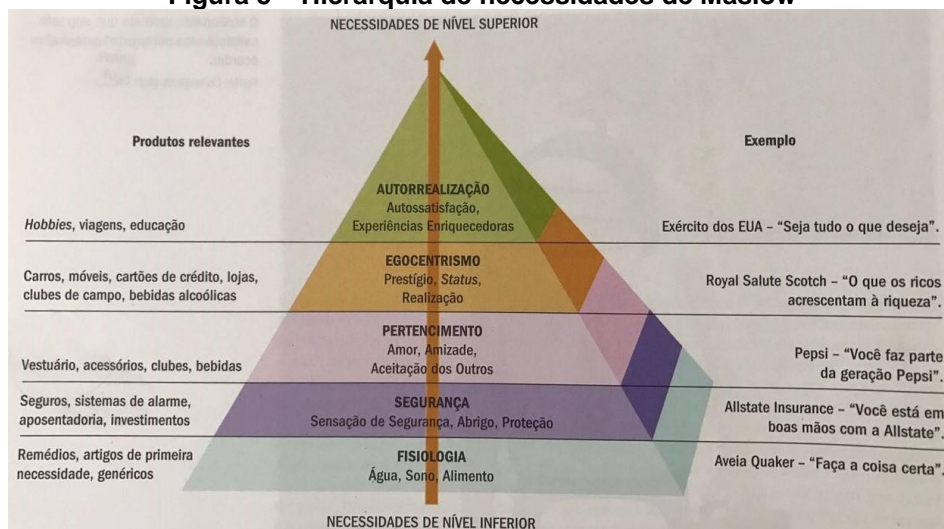 Figura 3 – Hierarquia de necessidades de Maslow
NECESSIDADES DE NÍVEL SUPERIOR
Produtos relevantes
Exemplo
AUTORREALIZAÇÃO
Autossatisfação,
Experiências Enriquecedoras
Hobbies, viagens, educação
Exército dos EUA – “Seja tudo o que deseja”.
EGOCENTRISMO
Prestígio, Status,
Realização
Carros, móveis, cartões de crédito, lojas,
clubes de campo, bebidas alcoólicas
Royal Salute Scotch – “O que os ricos
acrescentam à riqueza”.
PERTENCIMENTO
Amor, Amizade,
Aceitação dos Outros
Vestuário, acessórios, clubes, bebidas
Pepsi – “Você faz parte
da geração Pepsi”.
SEGURANÇA
Sensação de Segurança, Abrigo, Proteção
Seguros, sistemas de alarme,
aposentadoria, investimentos
Allstate Insurance – “Você está em
boas mãos com a Allstate”.
FISIOLOGIA
Água, Sono, Alimento
Remédios, artigos de primeira
necessidade, genéricos
Aveia Quaker – “Faça a coisa certa”.
NECESSIDADES DE NÍVEL INFERIOR